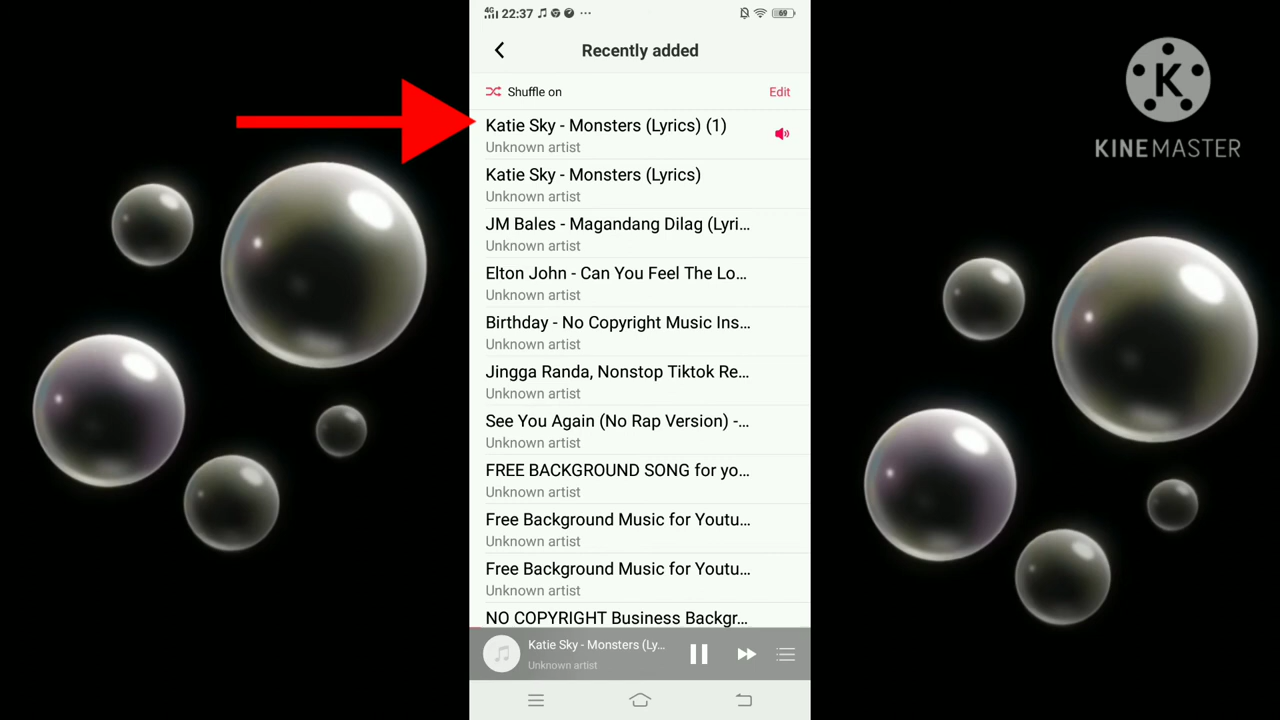 4G 22:37 ...
69
Recently added
Shuffle on
Edit
Katie Sky - Monsters (Lyrics) (1)
Unknown artist
Katie Sky - Monsters (Lyrics)
Unknown artist
JM Bales - Magandang Dilag (Lyri...
Unknown artist
Elton John - Can You Feel The Lo...
Unknown artist
Birthday - No Copyright Music Ins...
Unknown artist
Jingga Randa, Nonstop Tiktok Re...
Unknown artist
See You Again (No Rap Version) -...
Unknown artist
FREE BACKGROUND SONG for yo...
Unknown artist
Free Background Music for Youtu...
Unknown artist
Free Background Music for Youtu...
Unknown artist
NO COPYRIGHT Business Backgr...
Katie Sky - Monsters (Ly...
Unknown artist
K
KINEMASTER